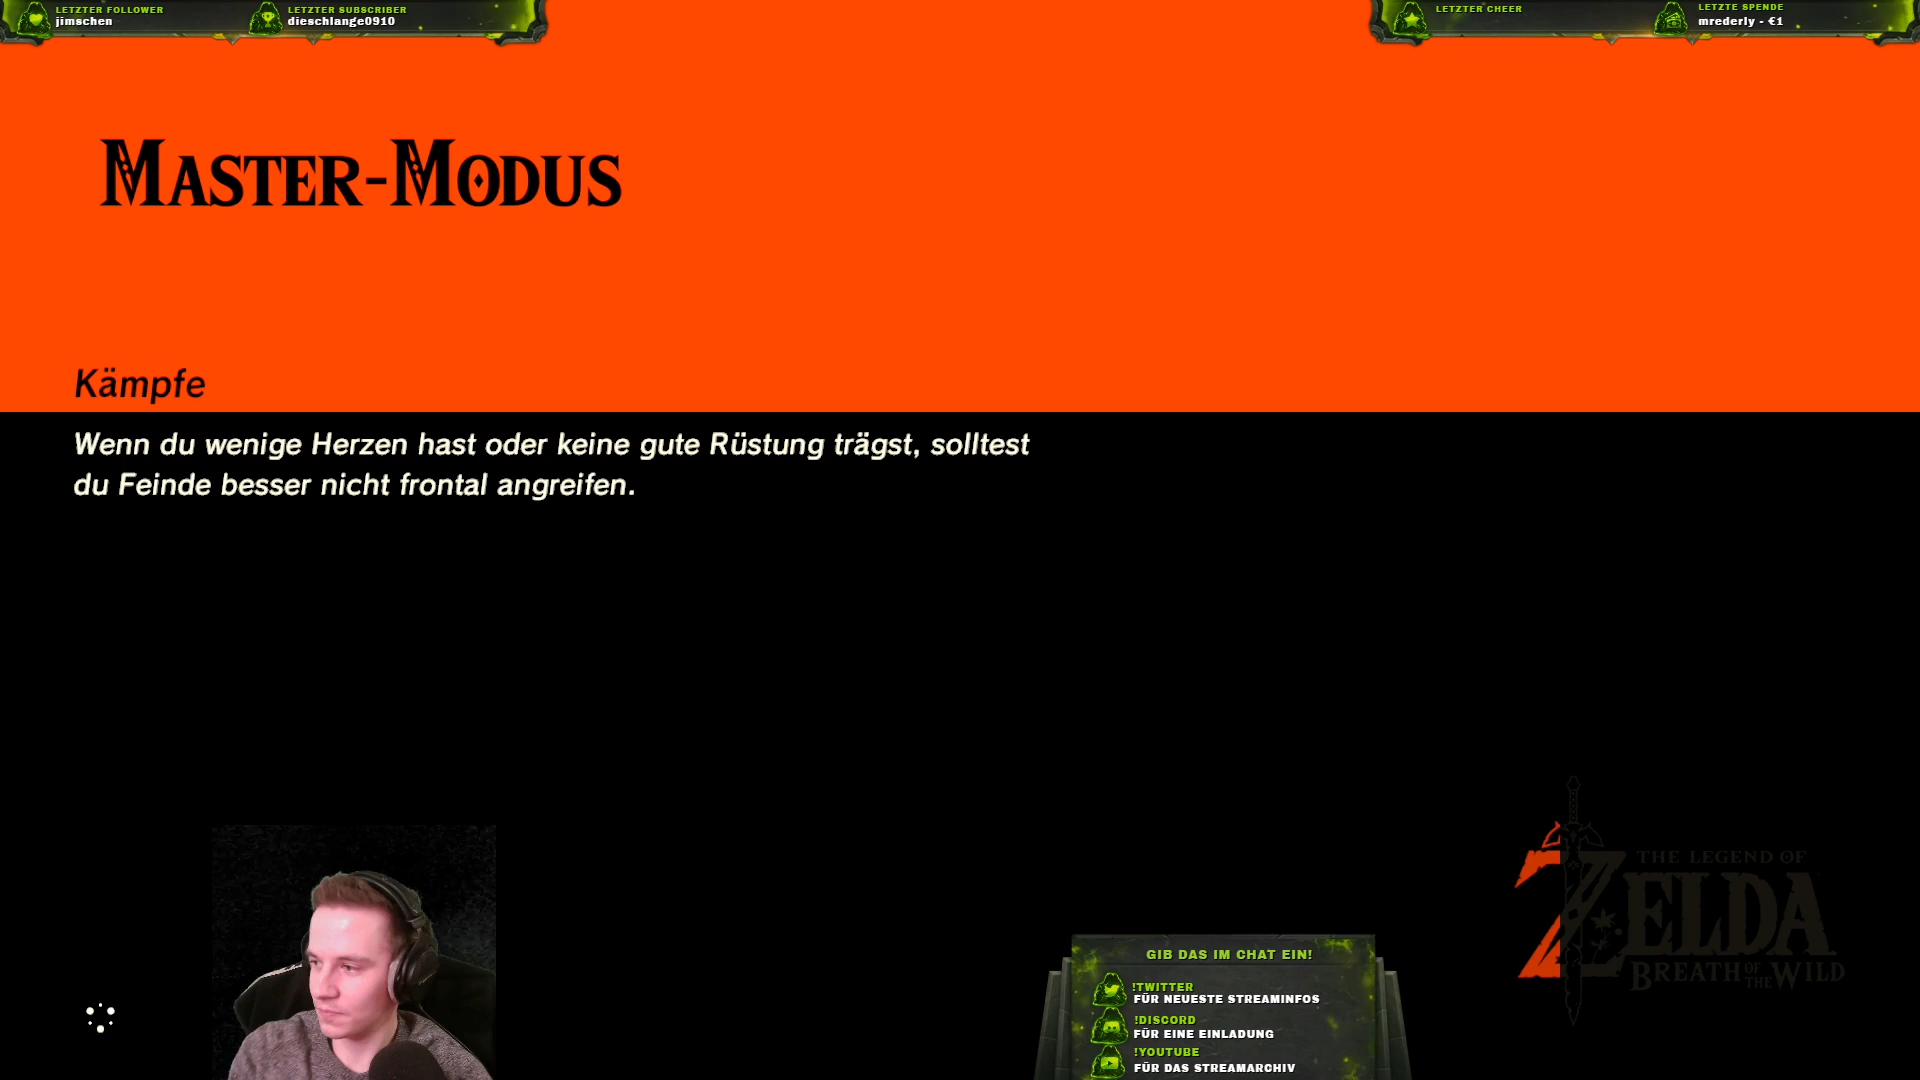 LETZTER FOLLOWER
jimschen
LETZTER SUBSCRIBER
dieschlange0910
LETZTER CHEER
LETZTE SPENDE
mrederly - €1
MASTER-MODUS
Kämpfe
Wenn du wenige Herzen hast oder keine gute Rüstung trägst, solltest
du Feinde besser nicht frontal angreifen.
THE LEGEND OF
ZELDA
BREATH OF THE WILD
GIB DAS IM CHAT EIN!
!TWITTER
FÜR NEUESTE STREAMINFOS
!DISCORD
FÜR EINE EINLADUNG
!YOUTUBE
FÜR DAS STREAMARCHIV